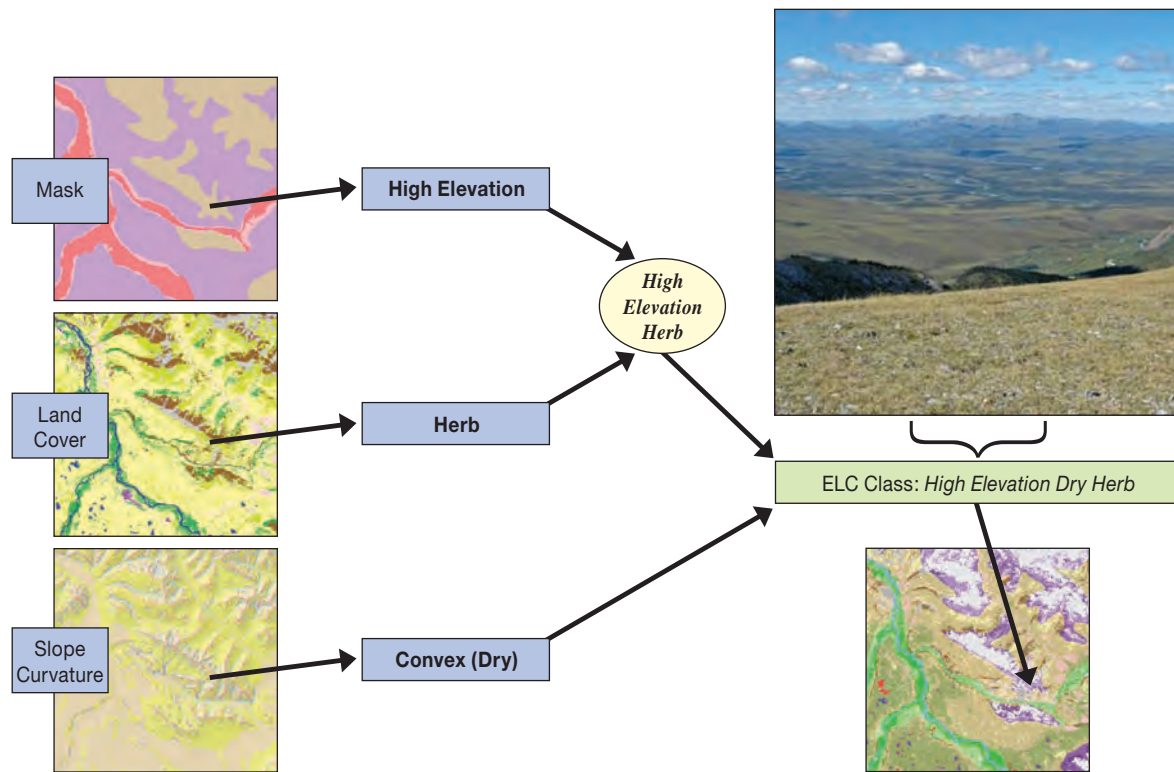 Mask
High Elevation
High
Elevation
Herb
Land
Cover
Herb
ELC Class: High Elevation Dry Herb
Slope
Curvature
Convex (Dry)